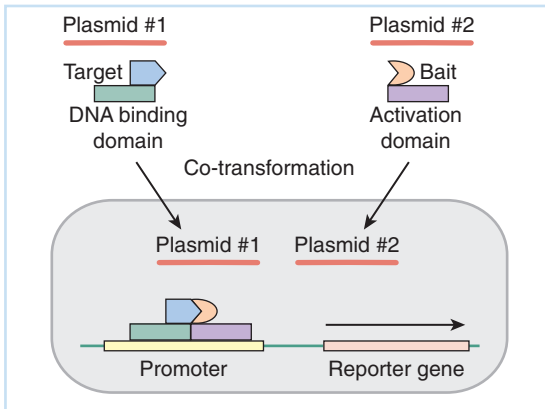 Plasmid #1
Plasmid #2
Target
Bait
DNA binding
domain
Activation
domain
Co-transformation
Plasmid #1
Plasmid #2
Promoter
Reporter gene